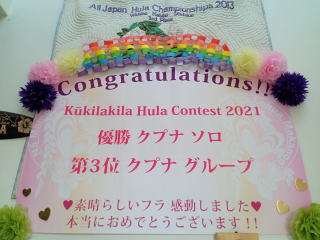 All Japan Hula Championships 2013
3rd Place
Congratulations!!
Kūkilakila Hula Contest 2021
優勝 クプナ ソロ
第3位 クプナ グループ
♥素晴らしいフラ 感動しました♥
本当におめでとうございます!!